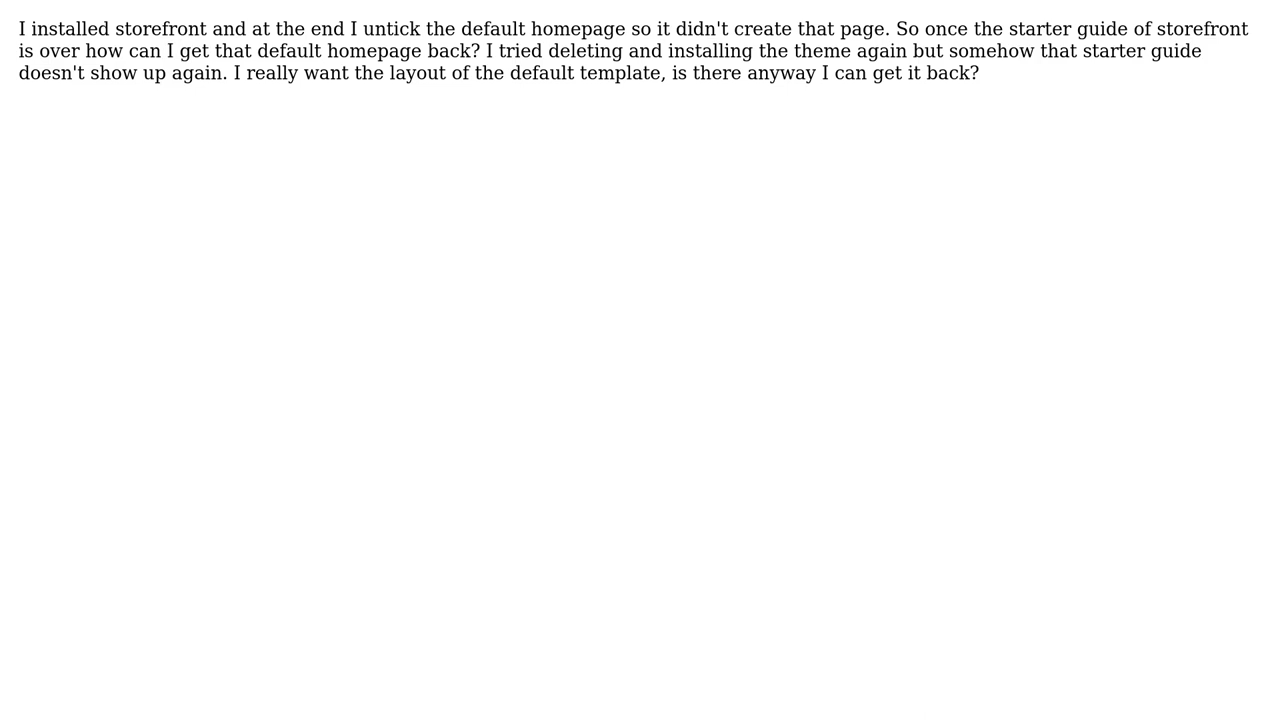 I installed storefront and at the end I untick the default homepage so it didn't create that page. So once the starter guide of storefront
is over how can I get that default homepage back? I tried deleting and installing the theme again but somehow that starter guide
doesn't show up again. I really want the layout of the default template, is there anyway I can get it back?